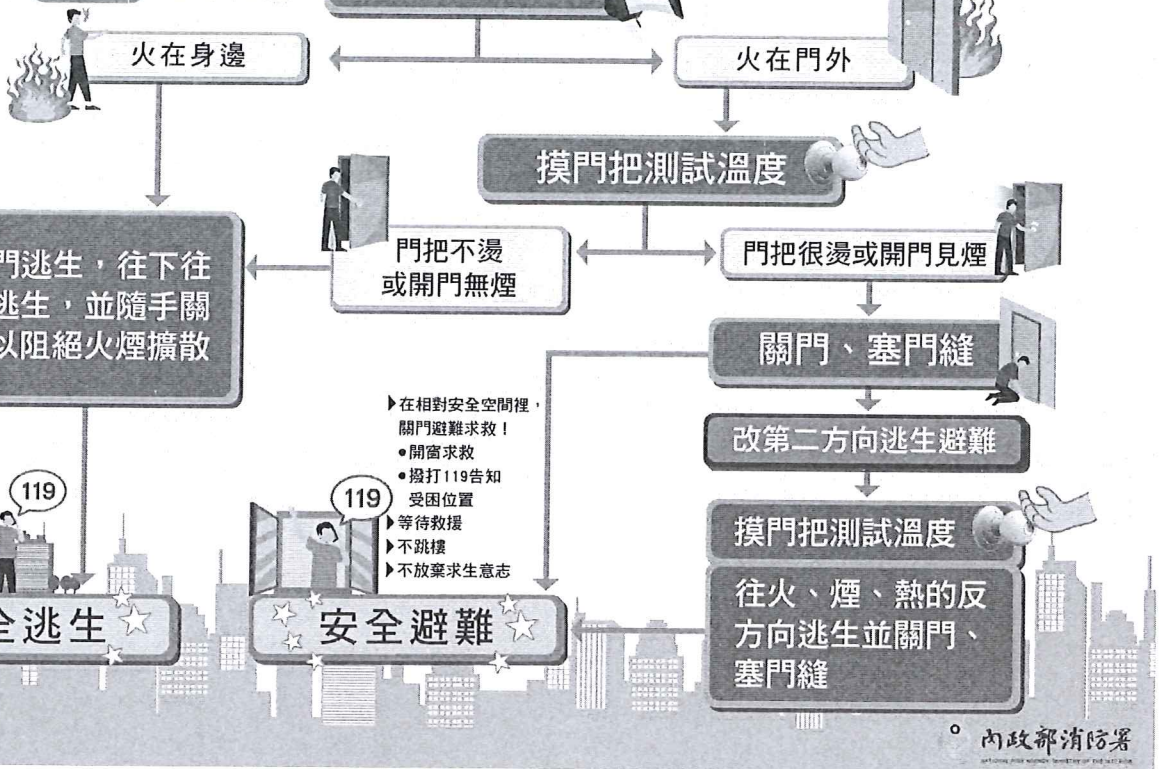 火在身邊
火在門外
摸門把測試溫度
門把不燙
或開門無煙
門把很燙或開門見煙
門逃生，往下往
逃生，並隨手關
以阻絕火煙擴散
關門、塞門縫
改第二方向逃生避難
摸門把測試溫度
往火、煙、熱的反
方向逃生並關門、
塞門縫
▶在相對安全空間裡，
關門避難求救！
●開窗求救
●撥打119告知
受困位置
▶等待救援
▶不跳樓
▶不放棄求生意志
119
119
全逃生
安全避難
內政部消防署
NATIONAL FIRE AGENCY, MINISTRY OF THE INTERIOR